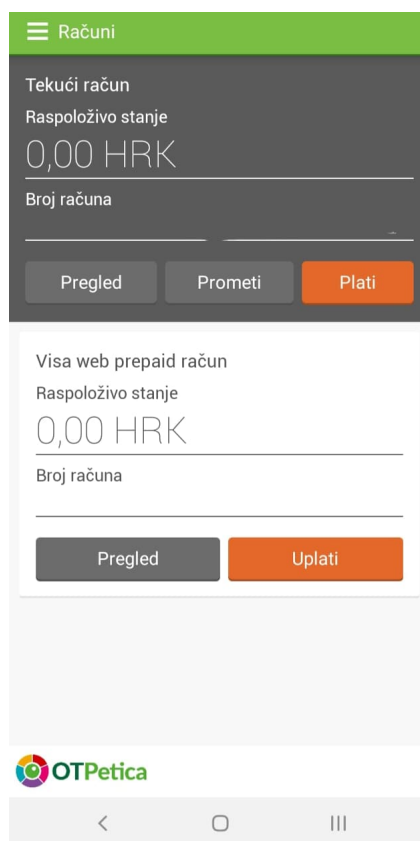 Računi
Tekući račun
Raspoloživo stanje
0,00 HRK
Broj računa
Pregled
Prometi
Plati
Visa web prepaid račun
Raspoloživo stanje
0,00 HRK
Broj računa
Pregled
Uplati
OTPetica